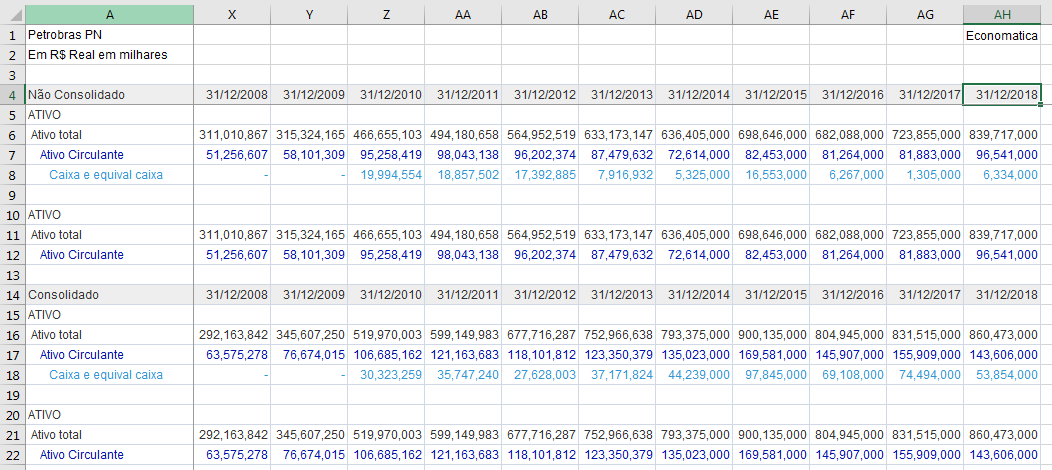 A X Y Z AA AB AC AD AE AF AG AH
1 Petrobras PN Economatica
2 Em R$ Real em milhares
3
4 Não Consolidado 31/12/2008 31/12/2009 31/12/2010 31/12/2011 31/12/2012 31/12/2013 31/12/2014 31/12/2015 31/12/2016 31/12/2017 31/12/2018
5 ATIVO
6 Ativo total 311,010,867 315,324,165 466,655,103 494,180,658 564,952,519 633,173,147 636,405,000 698,646,000 682,088,000 723,855,000 839,717,000
7 Ativo Circulante 51,256,607 58,101,309 95,258,419 98,043,138 96,202,374 87,479,632 72,614,000 82,453,000 81,264,000 81,883,000 96,541,000
8 Caixa e equival caixa - - 19,994,554 18,857,502 17,392,885 7,916,932 5,325,000 16,553,000 6,267,000 1,305,000 6,334,000
9
10 ATIVO
11 Ativo total 311,010,867 315,324,165 466,655,103 494,180,658 564,952,519 633,173,147 636,405,000 698,646,000 682,088,000 723,855,000 839,717,000
12 Ativo Circulante 51,256,607 58,101,309 95,258,419 98,043,138 96,202,374 87,479,632 72,614,000 82,453,000 81,264,000 81,883,000 96,541,000
13
14 Consolidado 31/12/2008 31/12/2009 31/12/2010 31/12/2011 31/12/2012 31/12/2013 31/12/2014 31/12/2015 31/12/2016 31/12/2017 31/12/2018
15 ATIVO
16 Ativo total 292,163,842 345,607,250 519,970,003 599,149,983 677,716,287 752,966,638 793,375,000 900,135,000 804,945,000 831,515,000 860,473,000
17 Ativo Circulante 63,575,278 76,674,015 106,685,162 121,163,683 118,101,812 123,350,379 135,023,000 169,581,000 145,907,000 155,909,000 143,606,000
18 Caixa e equival caixa - - 30,323,259 35,747,240 27,628,003 37,171,824 44,239,000 97,845,000 69,108,000 74,494,000 53,854,000
19
20 ATIVO
21 Ativo total 292,163,842 345,607,250 519,970,003 599,149,983 677,716,287 752,966,638 793,375,000 900,135,000 804,945,000 831,515,000 860,473,000
22 Ativo Circulante 63,575,278 76,674,015 106,685,162 121,163,683 118,101,812 123,350,379 135,023,000 169,581,000 145,907,000 155,909,000 143,606,000